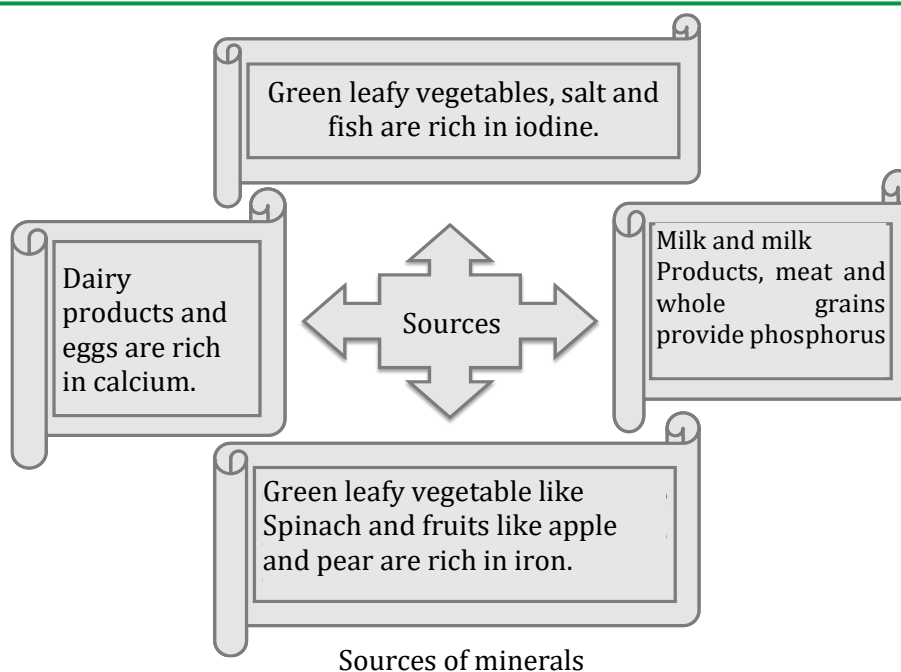 Green leafy vegetables, salt and
fish are rich in iodine.
Dairy
products and
eggs are rich
in calcium.
Sources
Milk and milk
Products, meat and
whole grains
provide phosphorus
Green leafy vegetable like
Spinach and fruits like apple
and pear are rich in iron.
Sources of minerals